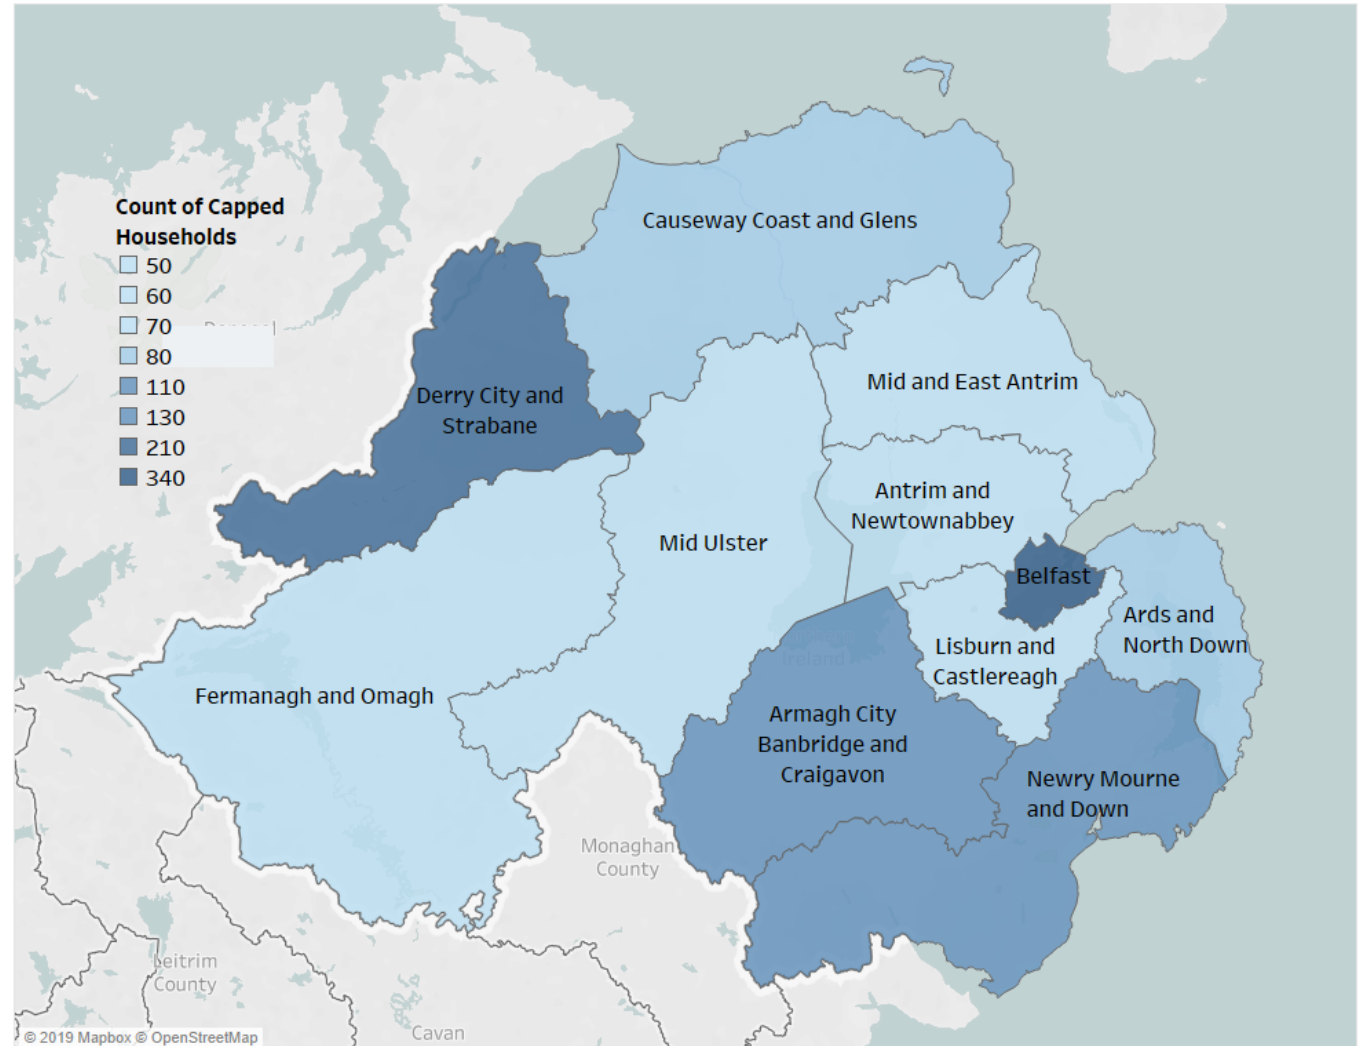 Count of Capped
Households
50
60
70
80
110
130
210
340
Causeway Coast and Glens
Mid and East Antrim
Derry City and
Strabane
Antrim and
Newtownabbey
Mid Ulster
Belfast
Ards and
North Down
Lisburn and
Castlereagh
Fermanagh and Omagh
Armagh City
Banbridge and
Craigavon
Newry Mourne
and Down
Monaghan
County
Leitrim
County
Cavan
Ireland
© 2019 Mapbox © OpenStreetMap